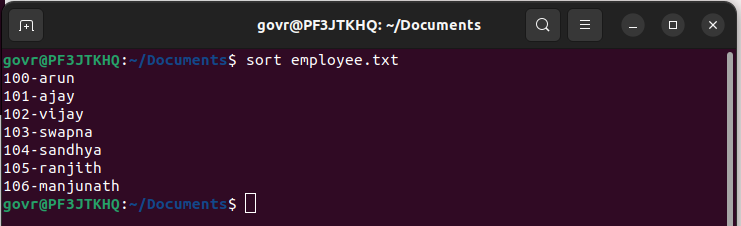 govr@PF3JTKHQ: ~/Documents
govr@PF3JTKHQ:~/Documents$ sort employee.txt
100-arun
101-ajay
102-vijay
103-swapna
104-sandhya
105-ranjith
106-manjunath
govr@PF3JTKHQ:~/Documents$